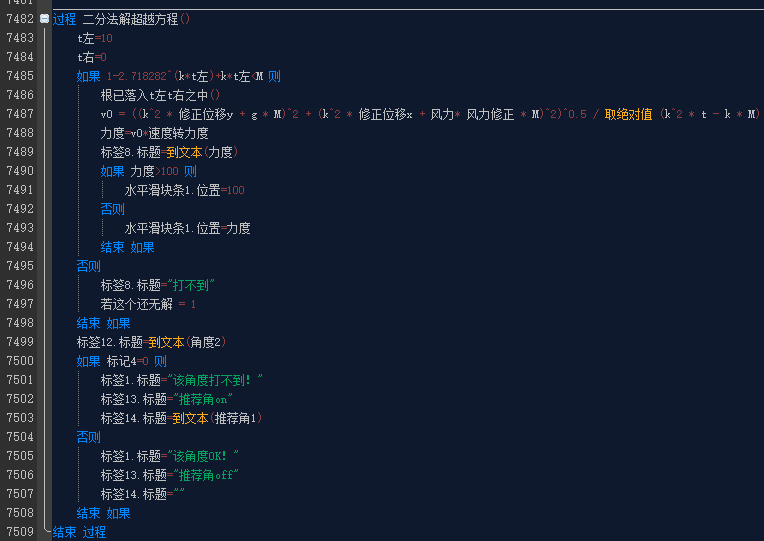 7482 过程 二分法解超越方程()
7483 t左=10
7484 t右=0
7485 如果 1-2.718282^(k*t左)+k*t左<M 则
7486 根已落入t左t右之中()
7487 v0 = ((k^2 * 修正位移y + g * M)^2 + (k^2 * 修正位移x + 风力* 风力修正 * M)^2)^0.5 / 取绝对值 (k^2 * t - k * M)
7488 力度=v0*速度转力度
7489 标签8.标题=到文本(力度)
7490 如果 力度>100 则
7491 水平滑块条1.位置=100
7492 否则
7493 水平滑块条1.位置=力度
7494 结束 如果
7495 否则
7496 标签8.标题="打不到"
7497 若这个还无解 = 1
7498 结束 如果
7499 标签12.标题=到文本(角度2)
7500 如果 标记4=0 则
7501 标签1.标题="该角度打不到!"
7502 标签13.标题="推荐角on"
7503 标签14.标题=到文本(推荐角1)
7504 否则
7505 标签1.标题="该角度OK!"
7506 标签13.标题="推荐角off"
7507 标签14.标题=""
7508 结束 如果
7509 结束 过程